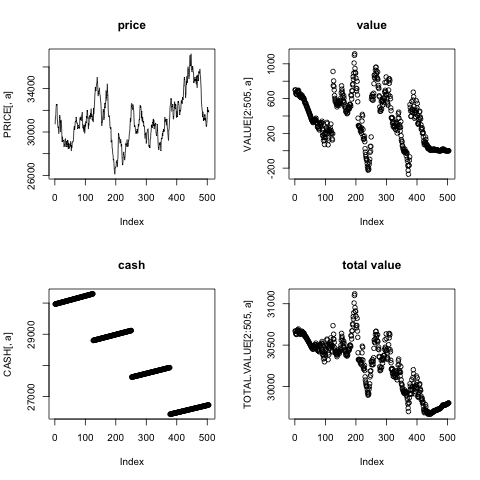 price
PRICE[, a]
26000 30000 34000
0 100 200 300 400 500
Index
value
VALUE[2:505, a]
-200 200 600 1000
0 100 200 300 400 500
Index
cash
CASH[, a]
27000 29000
0 100 200 300 400 500
Index
total value
TOTAL.VALUE[2:505, a]
30000 30500 31000
0 100 200 300 400 500
Index